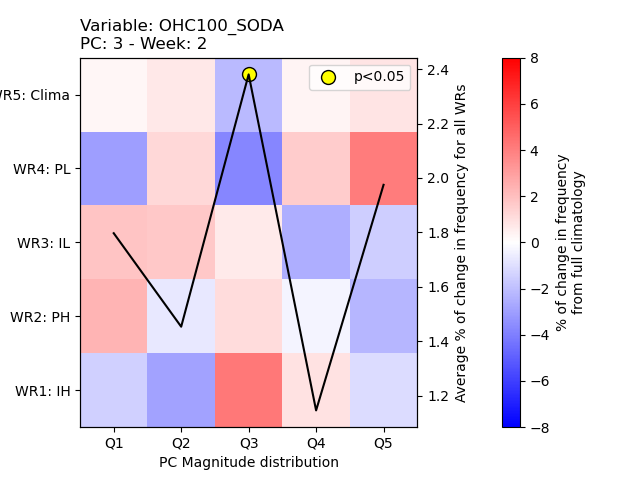 Variable: OHC100_SODA
PC: 3 - Week: 2
p<0.05
WR5: Clima
WR4: PL
WR3: IL
WR2: PH
WR1: IH
Q1 Q2 Q3 Q4 Q5
PC Magnitude distribution
2.4
2.2
2.0
1.8
1.6
1.4
1.2
Average % of change in frequency for all WRs
8
6
4
2
0
−2
−4
−6
−8
% of change in frequency
from full climatology